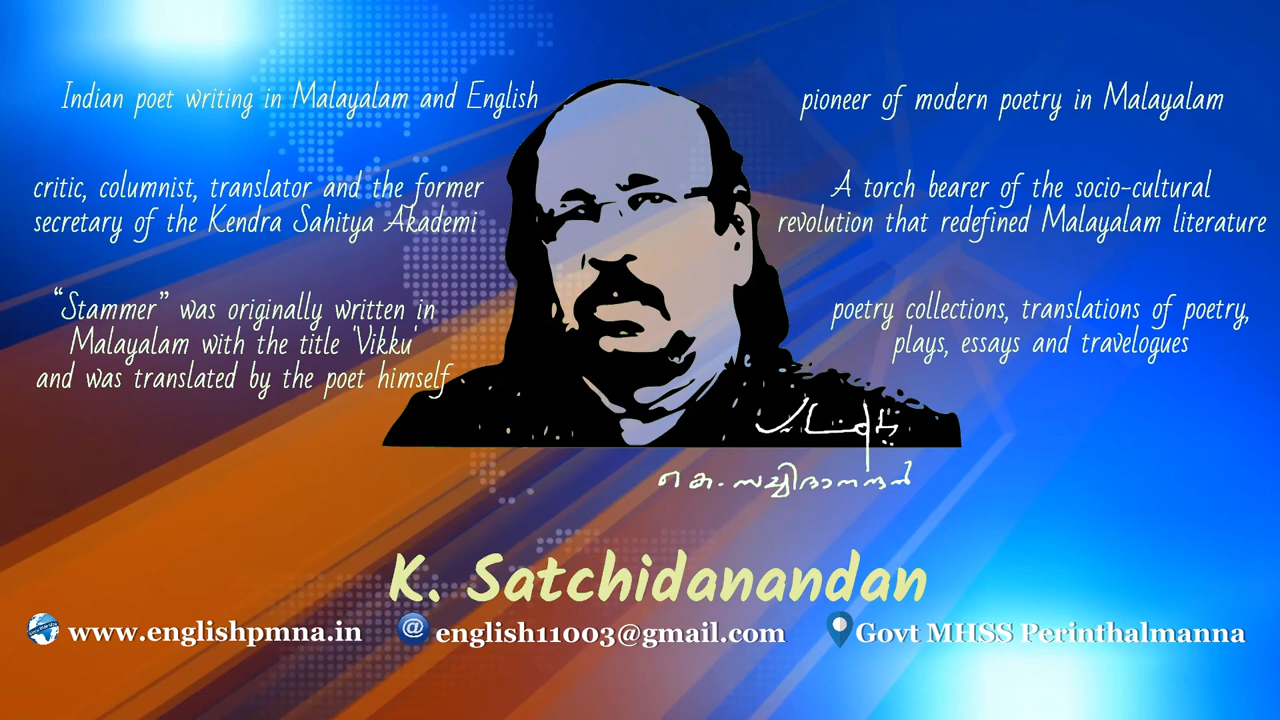 Indian poet writing in Malayalam and English
critic, columnist, translator and the former
secretary of the Kendra Sahitya Akademi
“Stammer” was originally written in
Malayalam with the title 'Vikku'
and was translated by the poet himself
pioneer of modern poetry in Malayalam
A torch bearer of the socio-cultural
revolution that redefined Malayalam literature
poetry collections, translations of poetry,
plays, essays and travelogues
കെ. സച്ചിദാനന്ദൻ
K. Satchidanandan
www.englishpmna.in
english11003@gmail.com
Govt MHSS Perinthalmanna